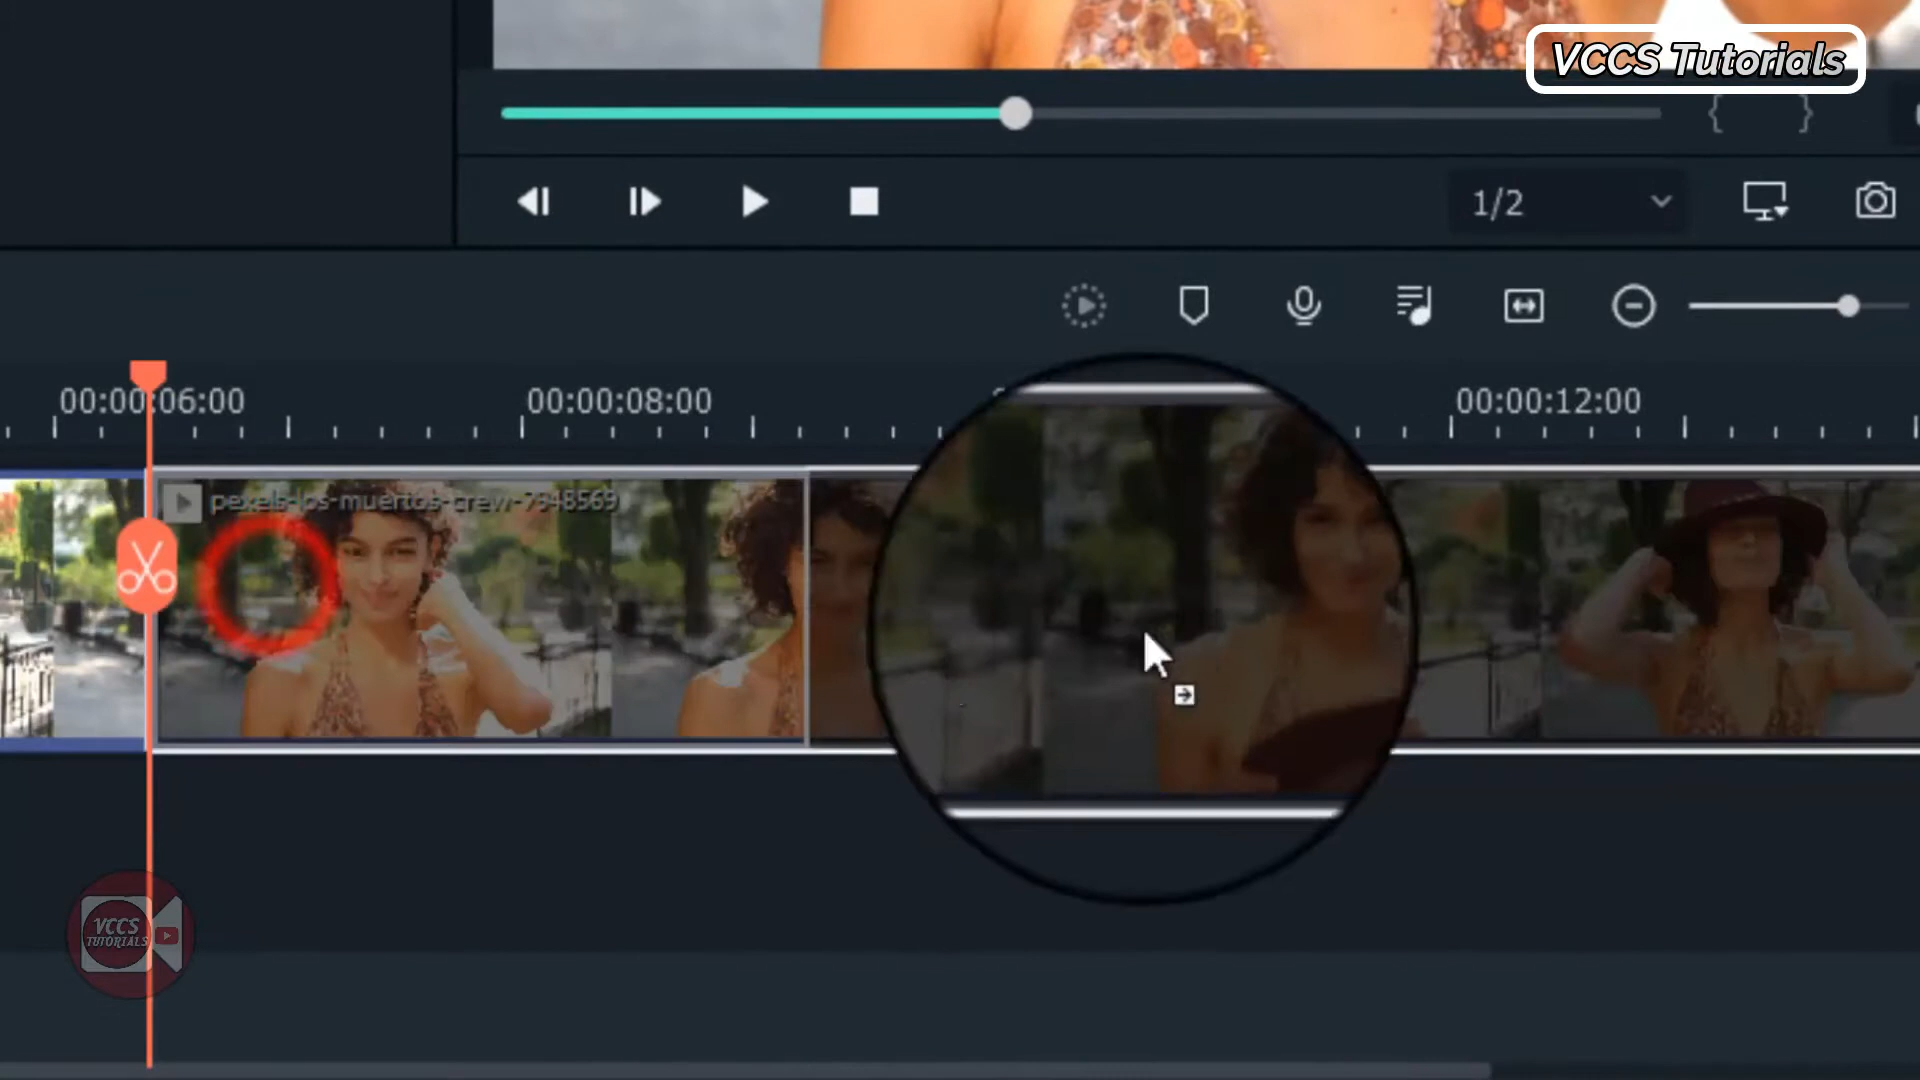 VCCS Tutorials
1/2
00:00:06:00
00:00:08:00
00:00:12:00
pexels-los-muertos-crew-7948569
VCCS
TUTORIALS